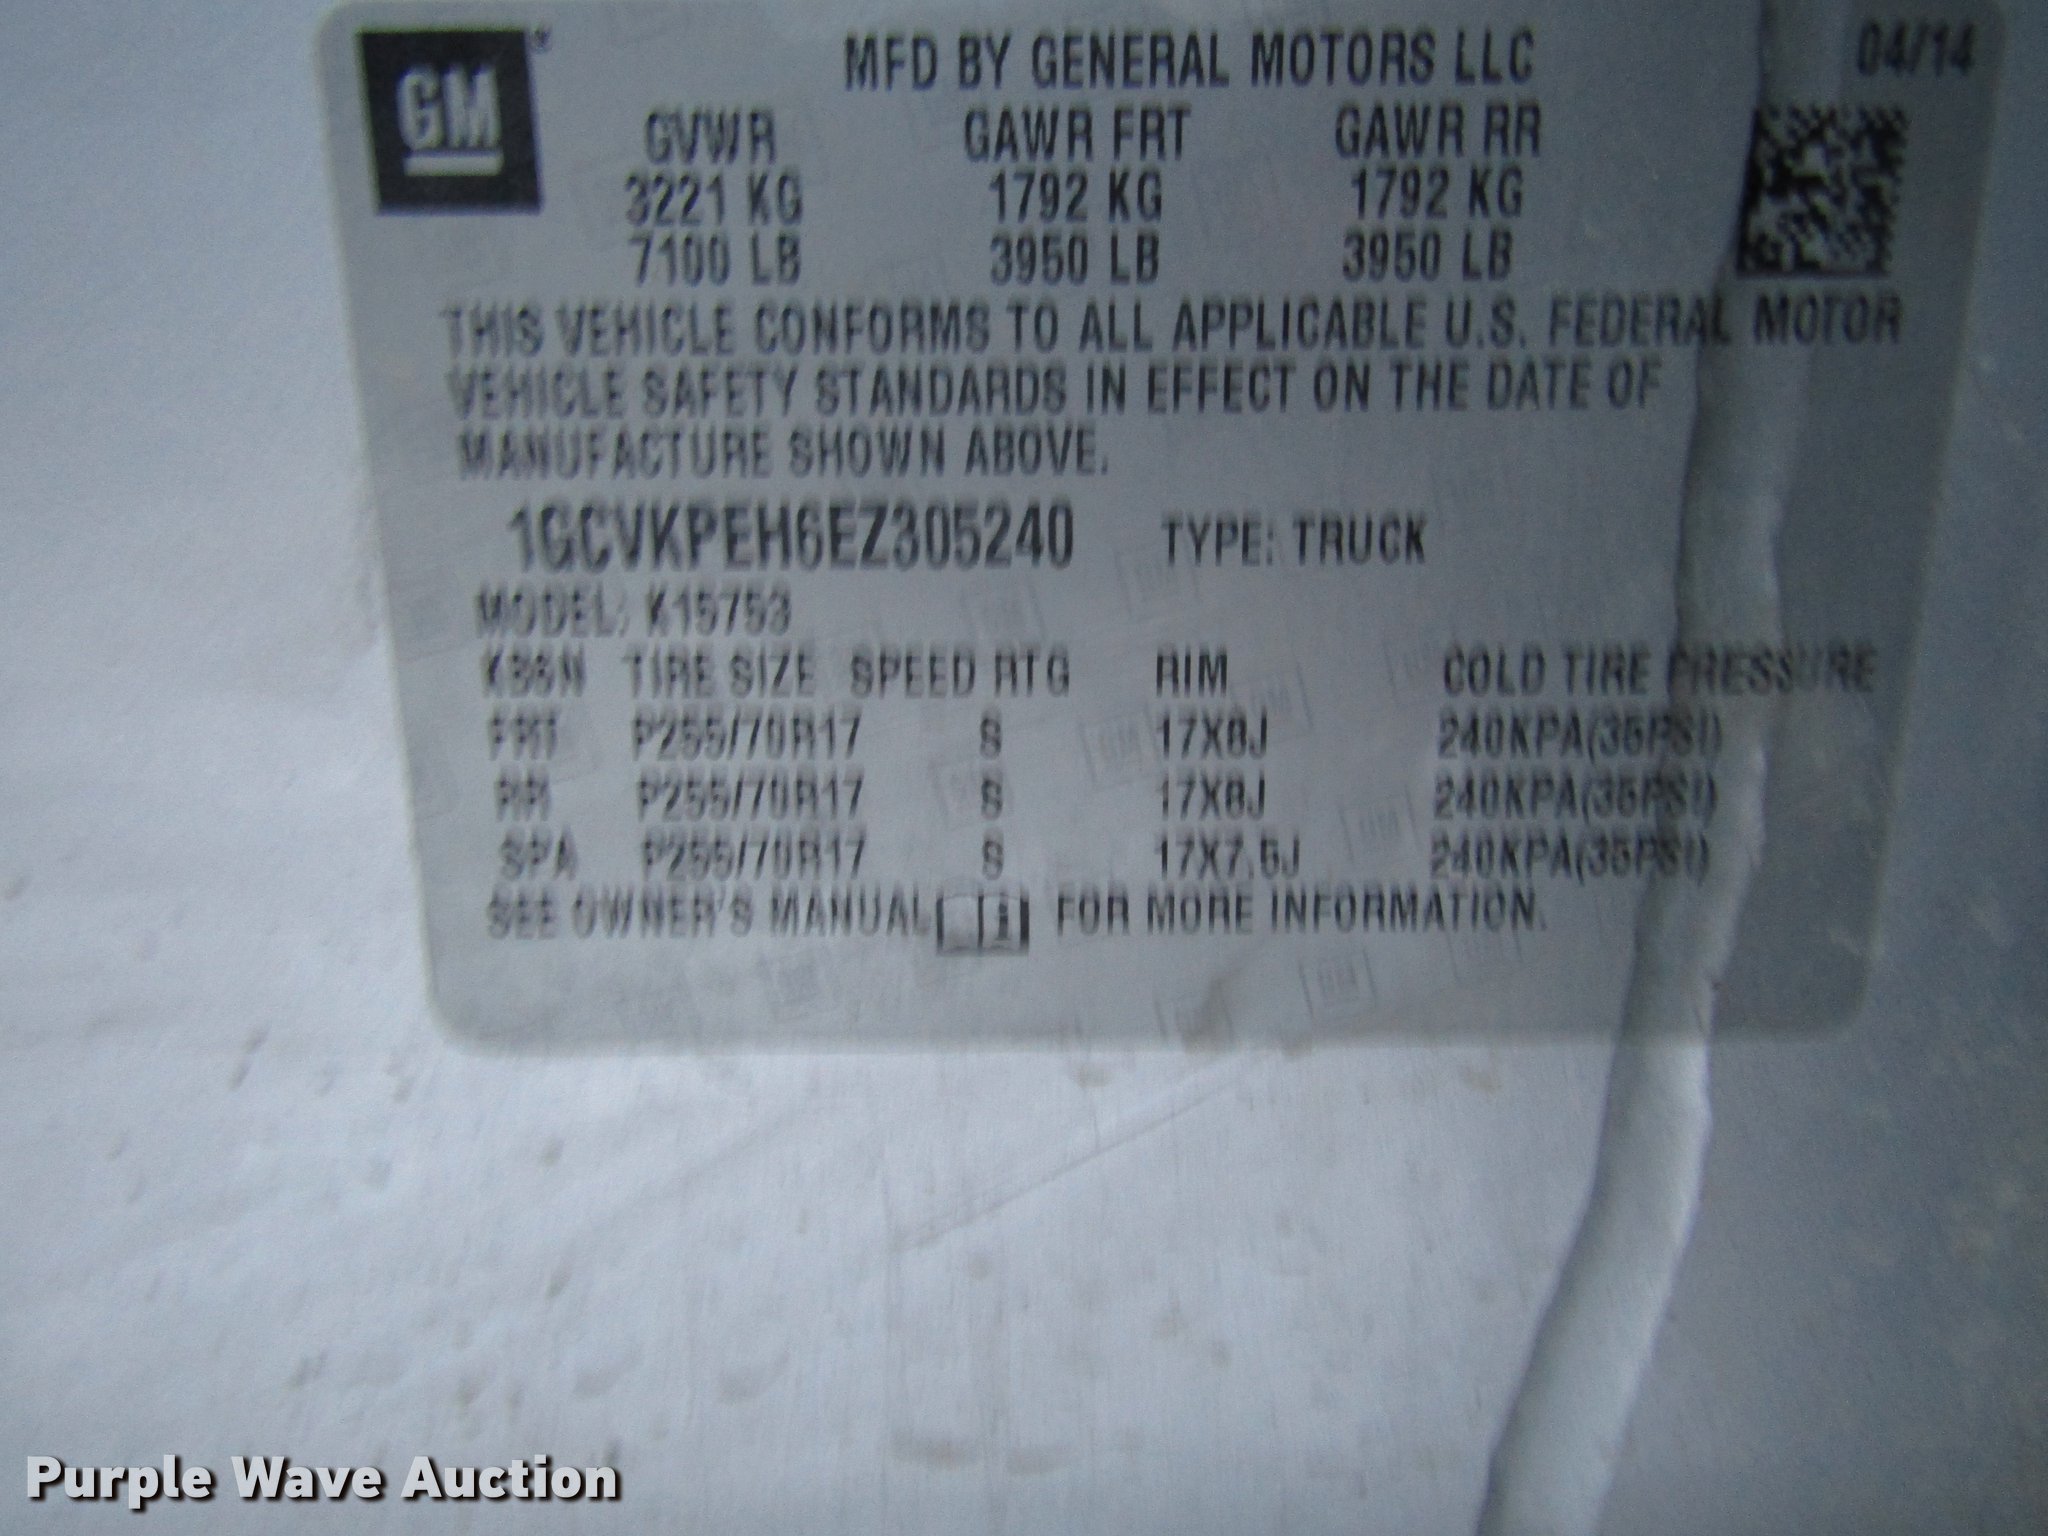 GM®
MFD BY GENERAL MOTORS LLC 04/14
GVWR GAWR FRT GAWR RR
3221 KG 1792 KG 1792 KG
7100 LB 3950 LB 3950 LB
THIS VEHICLE CONFORMS TO ALL APPLICABLE U.S. FEDERAL MOTOR
VEHICLE SAFETY STANDARDS IN EFFECT ON THE DATE OF
MANUFACTURE SHOWN ABOVE.
1GCVKPEH6EZ305240 TYPE: TRUCK
MODEL: K15753
TIRE SIZE SPEED RTG RIM COLD TIRE PRESSURE
FRT P255/70R17 S 17X8J 240KPA(35PSI)
RR P255/70R17 S 17X8J 240KPA(35PSI)
SPA P255/70R17 S 17X7.5J 240KPA(35PSI)
SEE OWNER'S MANUAL FOR MORE INFORMATION.
Purple Wave Auction